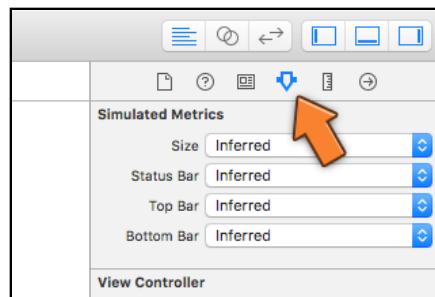 Simulated Metrics
Size Inferred
Status Bar Inferred
Top Bar Inferred
Bottom Bar Inferred
View Controller